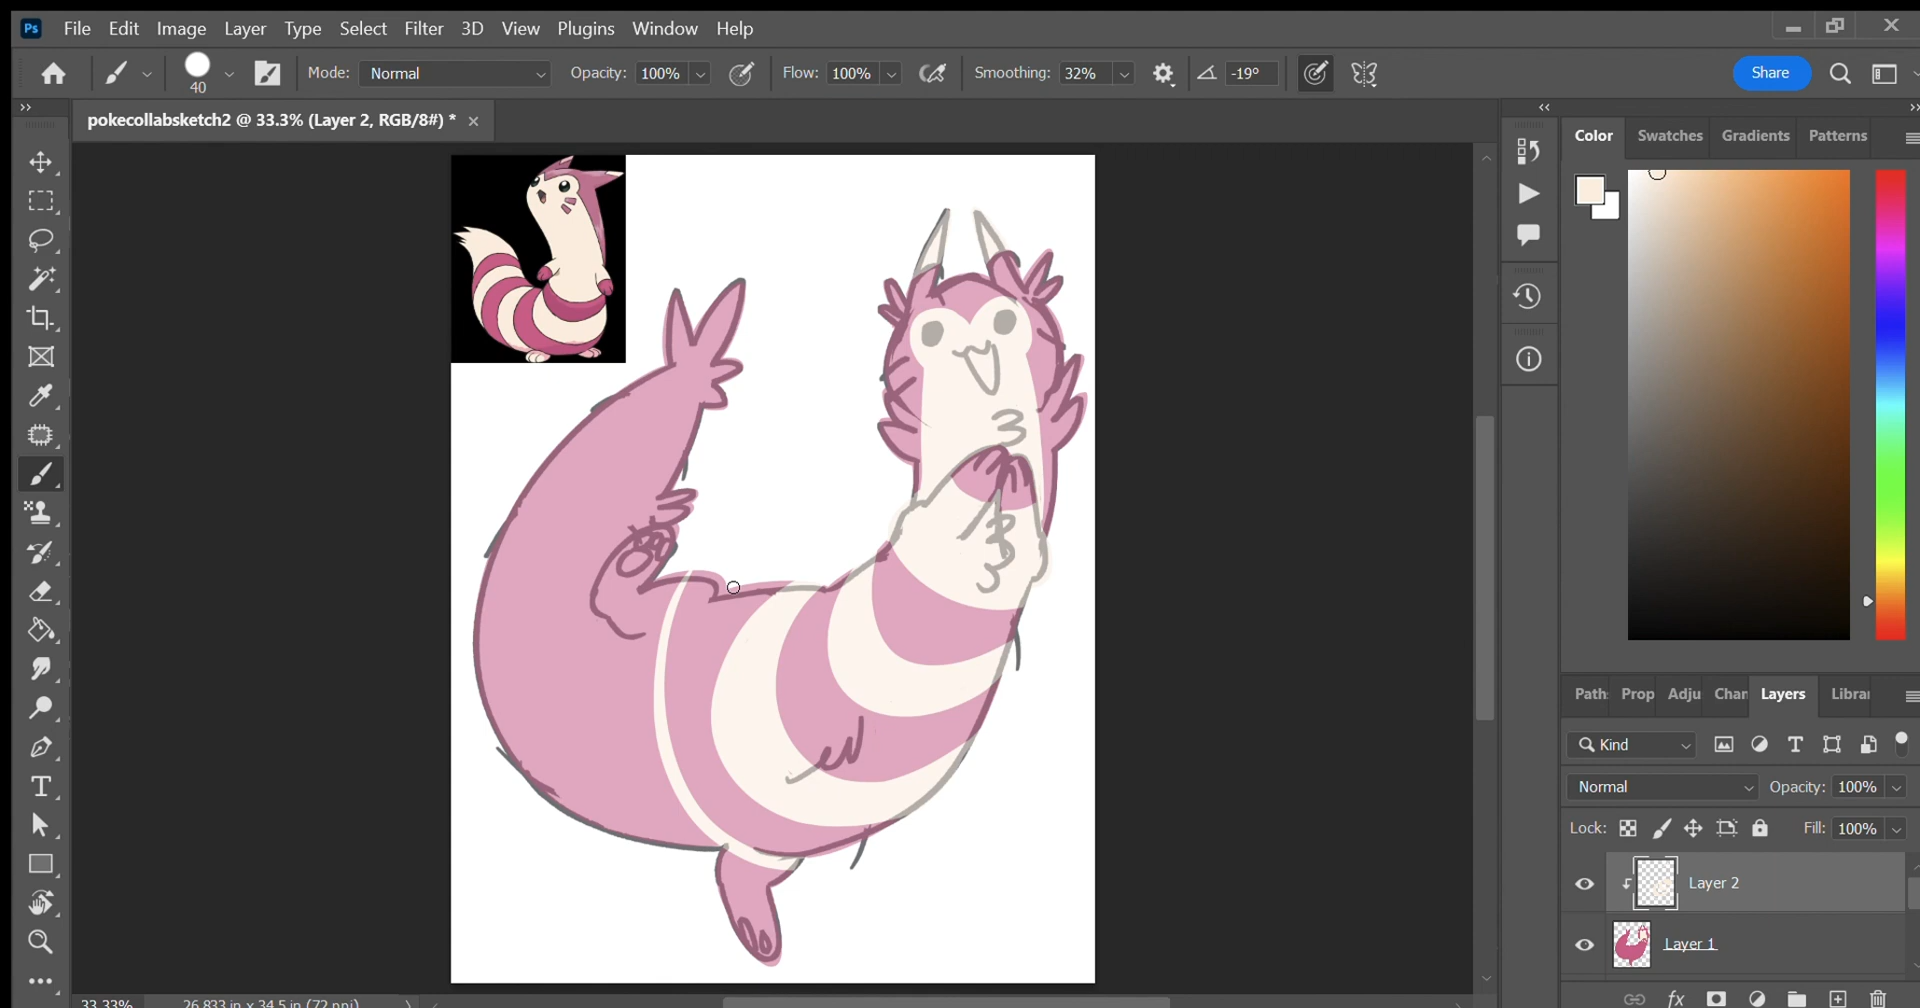 Ps File Edit Image Layer Type Select Filter 3D View Plugins Window Help
40 Mode: Normal Opacity: 100% Flow: 100% Smoothing: 32% -19° Share
pokecollabsketch2 @ 33.3% (Layer 2, RGB/8#) *
Color Swatches Gradients Patterns
Path Prop Adju Char Layers Librar
Kind
Normal Opacity: 100%
Lock: Fill: 100%
Layer 2
Layer 1
fx
33.33% 26.833 in x 34.5 in (72 ppi)